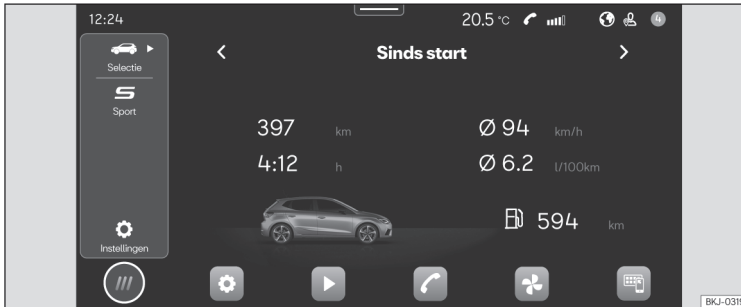 12:24
20.5 °C
4
Selectie
Sport
Instellingen
Sinds start
397 km
Ø 94 km/h
4:12 h
Ø 6.2 l/100km
594 km
BKJ-0319